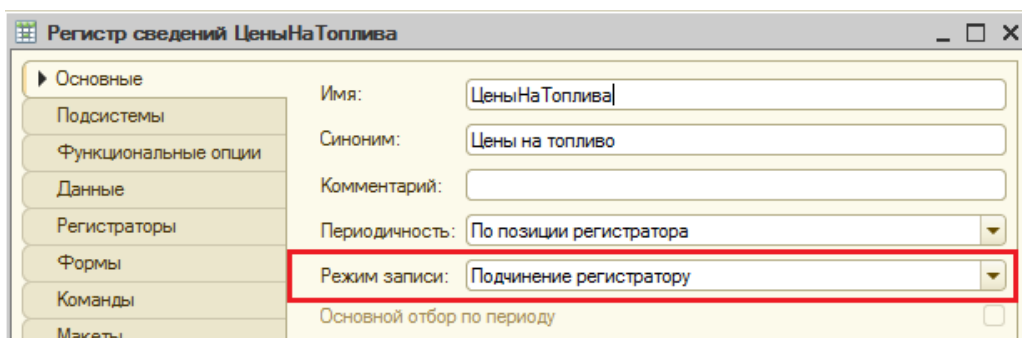 Регистр сведений ЦеныНаТоплива
Основные
Подсистемы
Функциональные опции
Данные
Регистраторы
Формы
Команды
Макеты
Имя: ЦеныНаТоплива
Синоним: Цены на топливо
Комментарий:
Периодичность: По позиции регистратора
Режим записи: Подчинение регистратору
Основной отбор по периоду